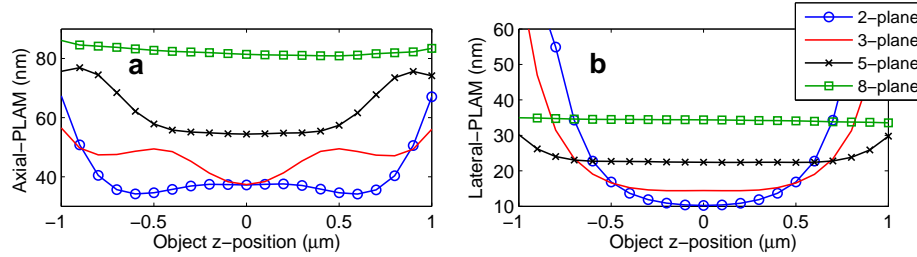 Axial−PLAM (nm)
80
60
40
a
−1
−0.5
0
0.5
1
Object z−position (μm)
Lateral−PLAM (nm)
60
50
40
30
20
10
b
−1
−0.5
0
0.5
1
Object z−position (μm)
2−plane
3−plane
5−plane
8−plane